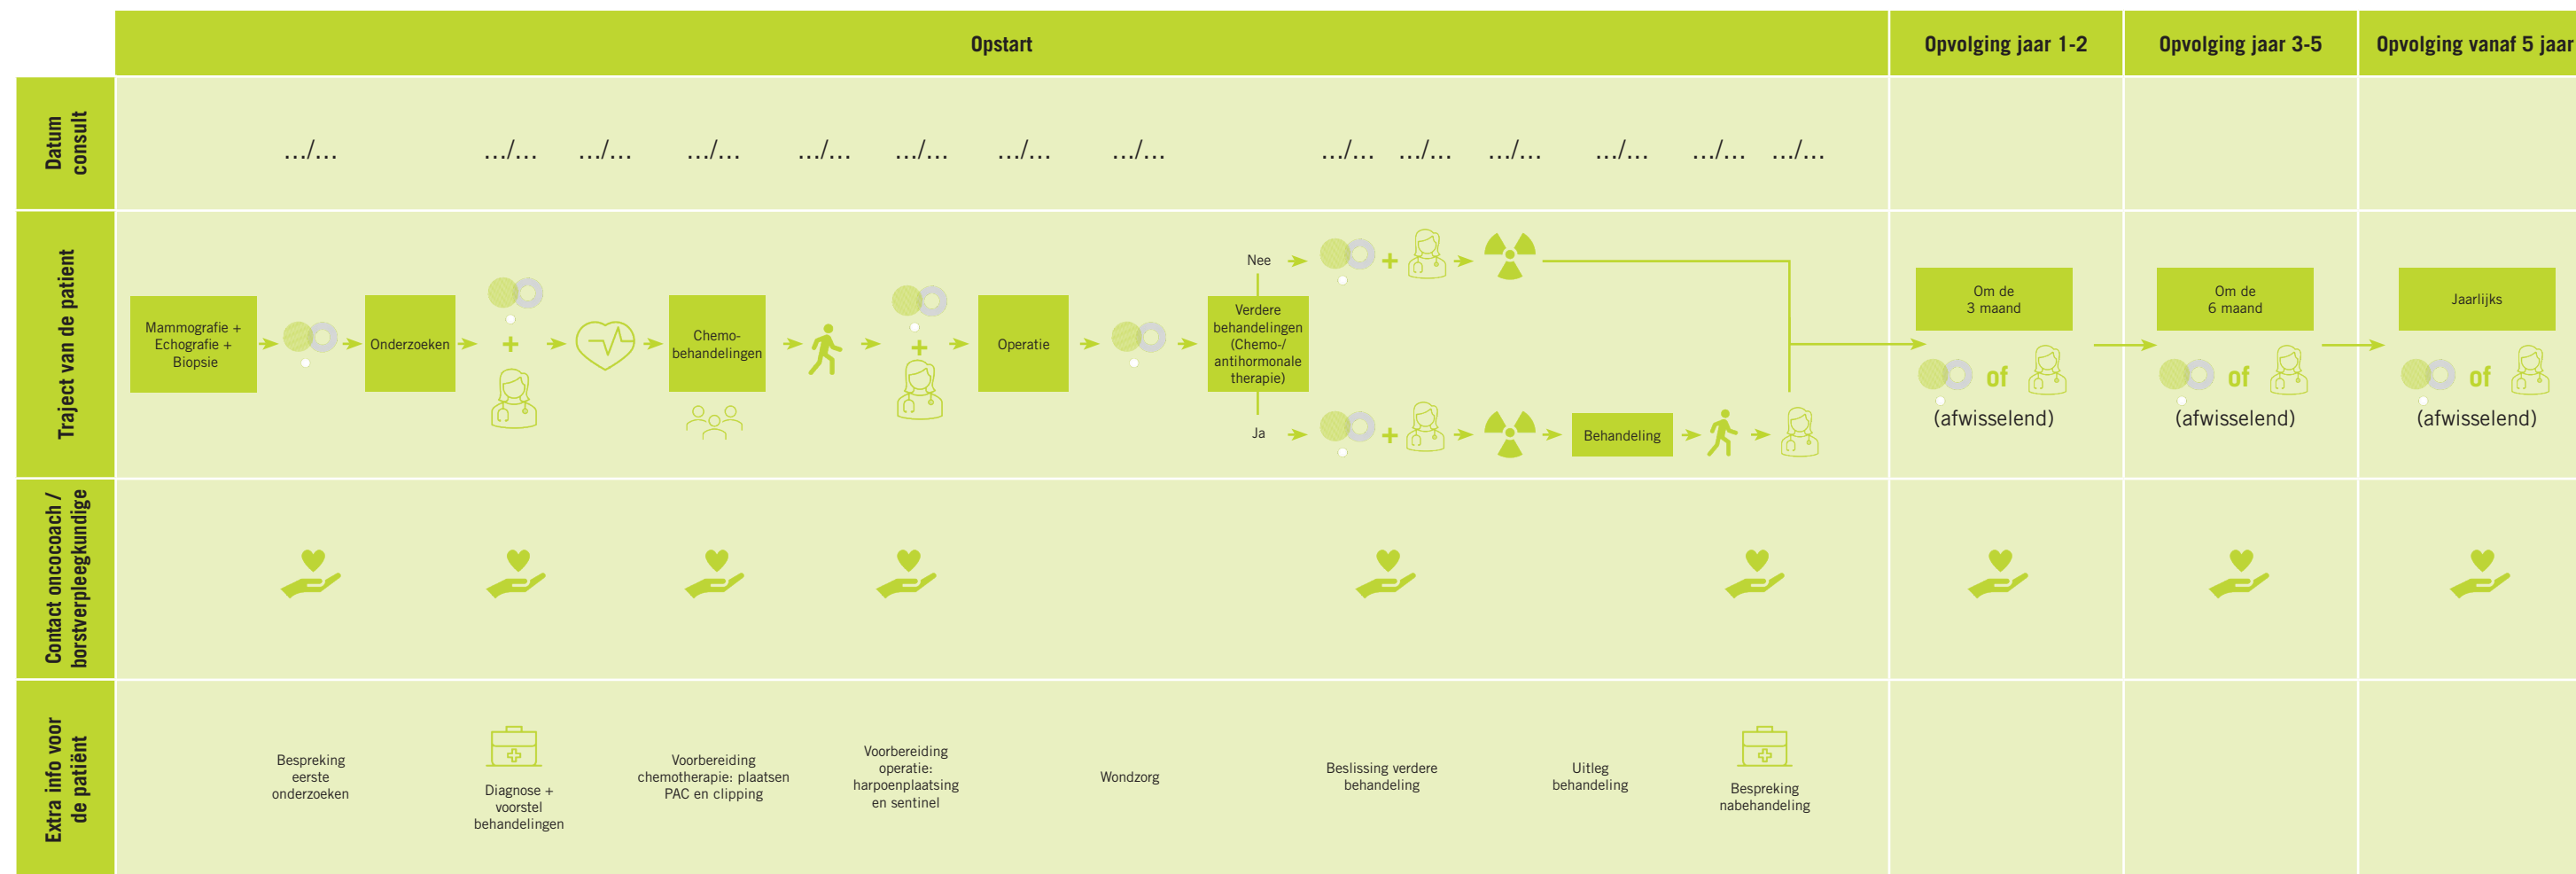 Opstart
Opvolging jaar 1-2
Opvolging jaar 3-5
Opvolging vanaf 5 jaar
Datum
consult
…/…
…/…
…/…
…/…
…/…
…/…
…/…
…/…
…/…
…/…
…/…
…/…
…/…
…/…
Traject van de patient
Mammografie +
Echografie +
Biopsie
Onderzoeken
+
Chemo-
behandelingen
+
Operatie
Verdere
behandelingen
(Chemo-/
antihormonale
therapie)
Nee
+
Ja
+
Behandeling
Om de
3 maand
of
(afwisselend)
Om de
6 maand
of
(afwisselend)
Jaarlijks
of
(afwisselend)
Contact oncocoach /
borstverpleegkundige
Extra info voor
de patiënt
Bespreking
eerste
onderzoeken
Diagnose +
voorstel
behandelingen
Voorbereiding
chemotherapie: plaatsen
PAC en clipping
Voorbereiding
operatie:
harpoenplaatsing
en sentinel
Wondzorg
Beslissing verdere
behandeling
Uitleg
behandeling
Bespreking
nabehandeling